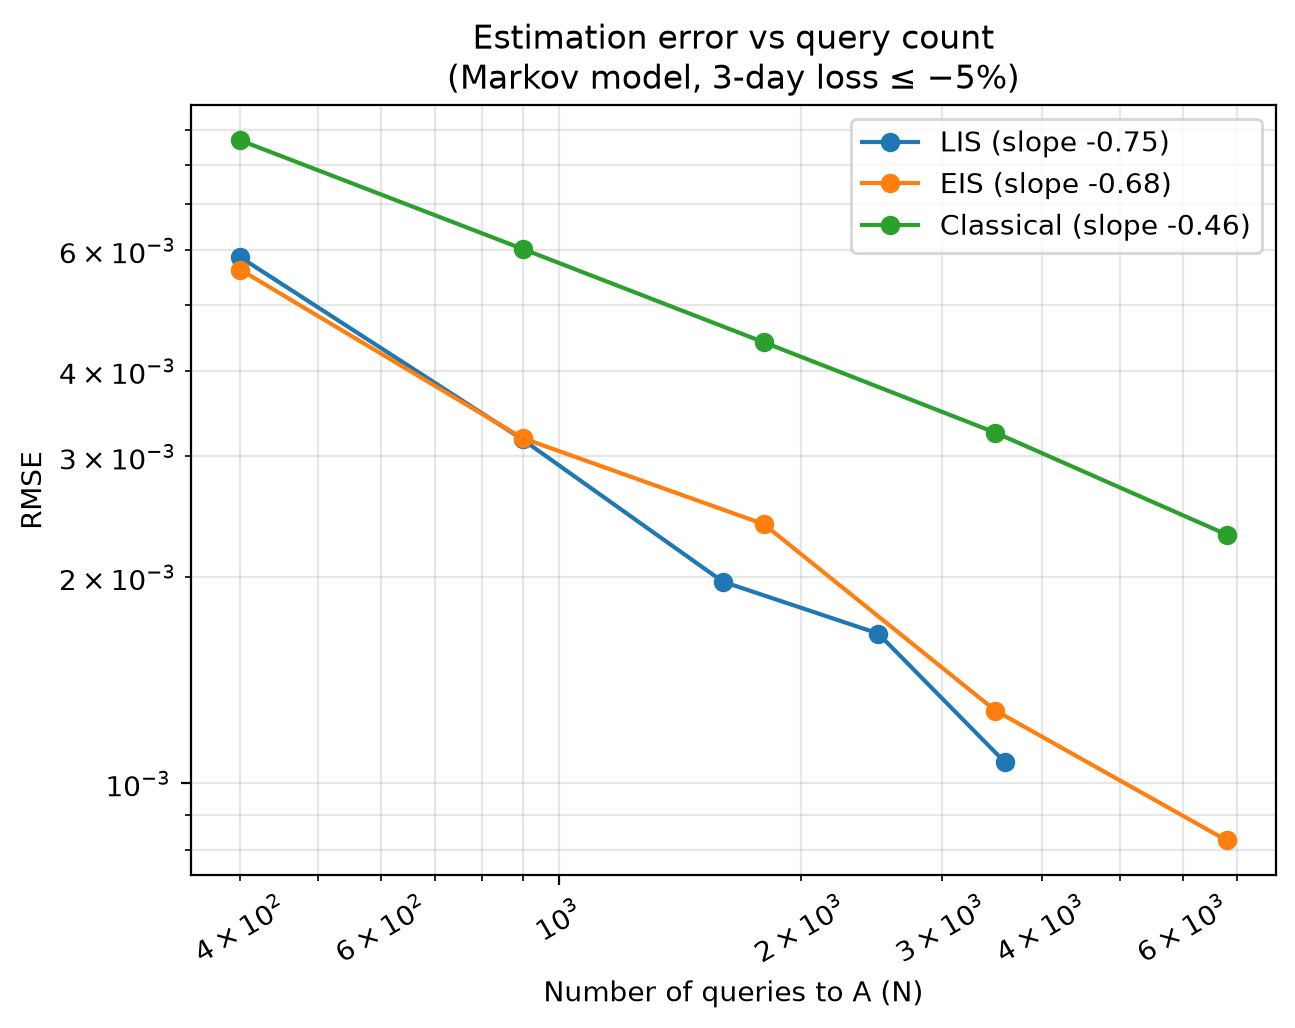 Estimation error vs query count
(Markov model, 3-day loss ≤ −5%)
LIS (slope -0.75)
EIS (slope -0.68)
Classical (slope -0.46)
6 × 10⁻³
4 × 10⁻³
3 × 10⁻³
2 × 10⁻³
10⁻³
RMSE
4 × 10²
6 × 10²
10³
2 × 10³
3 × 10³
4 × 10³
6 × 10³
Number of queries to A (N)